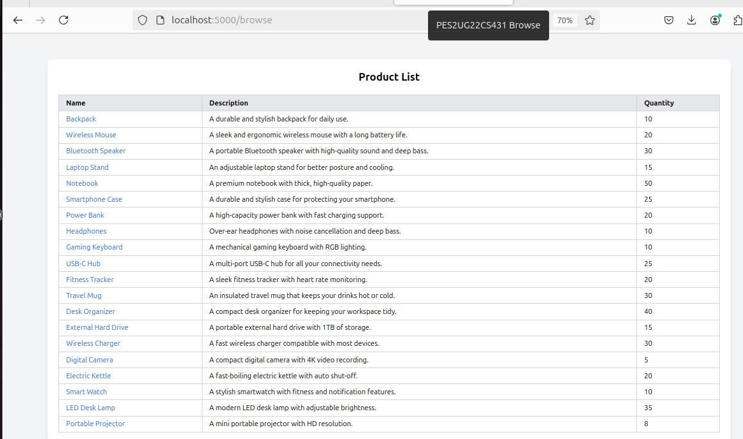 localhost:5000/browse
70%
PES2UG22CS431 Browse
Product List
Name Description Quantity
Backpack A durable and stylish backpack for daily use. 10
Wireless Mouse A sleek and ergonomic wireless mouse with a long battery life. 20
Bluetooth Speaker A portable Bluetooth speaker with high-quality sound and deep bass. 30
Laptop Stand An adjustable laptop stand for better posture and cooling. 15
Notebook A premium notebook with thick, high-quality paper. 50
Smartphone Case A durable and stylish case for protecting your smartphone. 25
Power Bank A high-capacity power bank with fast charging support. 20
Headphones Over-ear headphones with noise cancellation and deep bass. 10
Gaming Keyboard A mechanical gaming keyboard with RGB lighting. 10
USB-C Hub A multi-port USB-C hub for all your connectivity needs. 25
Fitness Tracker A sleek fitness tracker with heart rate monitoring. 20
Travel Mug An insulated travel mug that keeps your drinks hot or cold. 30
Desk Organizer A compact desk organizer for keeping your workspace tidy. 40
External Hard Drive A portable external hard drive with 1TB of storage. 15
Wireless Charger A fast wireless charger compatible with most devices. 30
Digital Camera A compact digital camera with 4K video recording. 5
Electric Kettle A fast-boiling electric kettle with auto shut-off. 20
Smart Watch A stylish smartwatch with fitness and notification features. 10
LED Desk Lamp A modern LED desk lamp with adjustable brightness. 35
Portable Projector A mini portable projector with HD resolution. 8